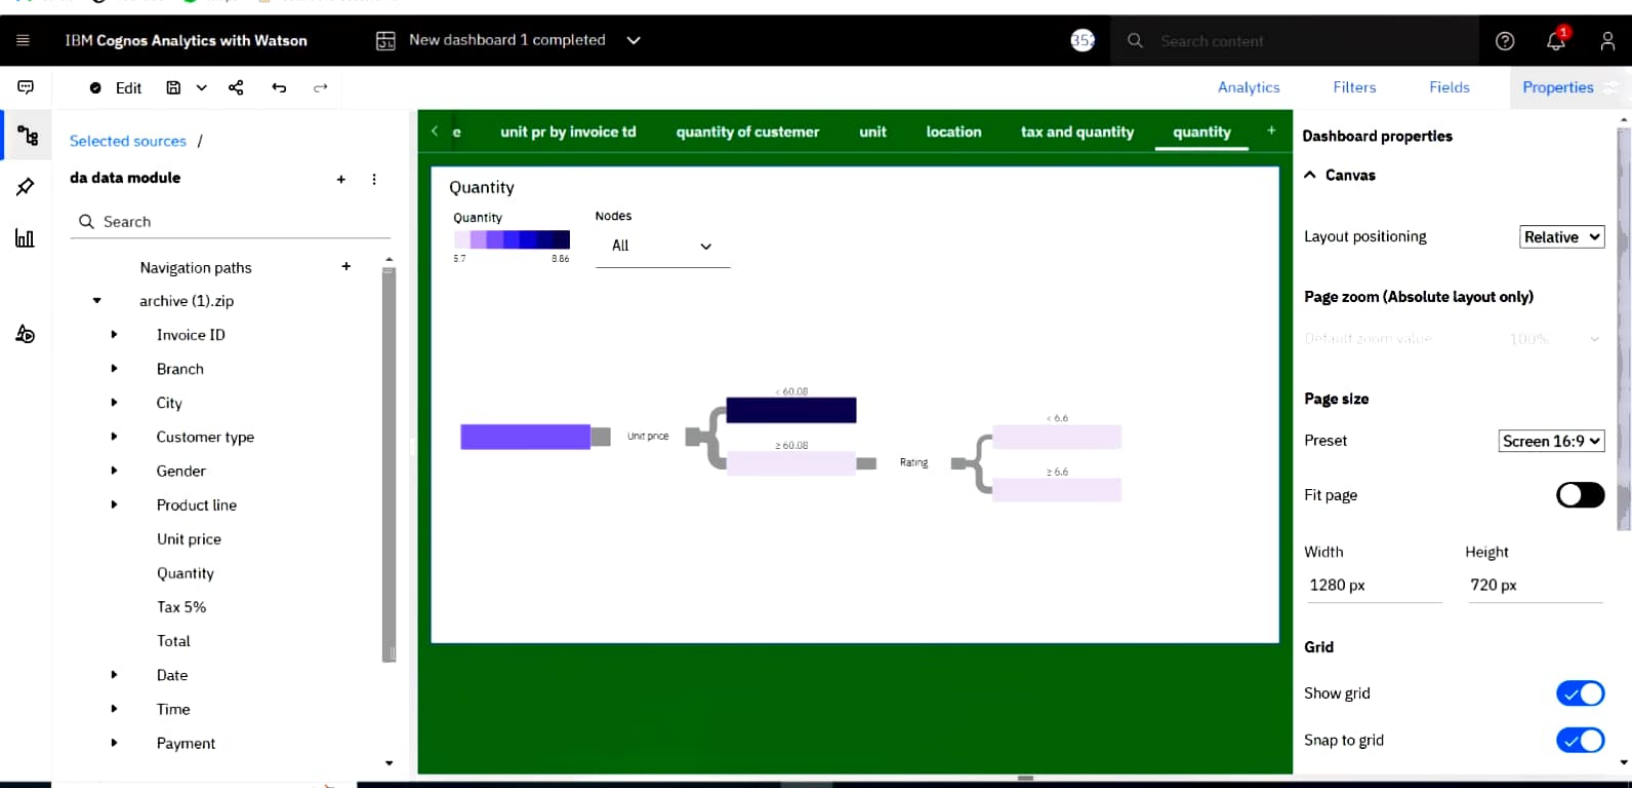 IBM Cognos Analytics with Watson
New dashboard 1 completed
Search content
1
Edit
Analytics
Filters
Fields
Properties
Selected sources /
da data module
Search
Navigation paths
archive (1).zip
Invoice ID
Branch
City
Customer type
Gender
Product line
Unit price
Quantity
Tax 5%
Total
Date
Time
Payment
e
unit pr by invoice td
quantity of custemer
unit
location
tax and quantity
quantity
Quantity
Quantity
5.7
Nodes
All
Unit price
< 60.08
≥ 60.08
Rating
< 6.6
≥ 6.6
Dashboard properties
Canvas
Layout positioning
Relative
Page zoom (Absolute layout only)
Default zoom value
100%
Page size
Preset
Screen 16:9
Fit page
Width
Height
1280 px
720 px
Grid
Show grid
Snap to grid